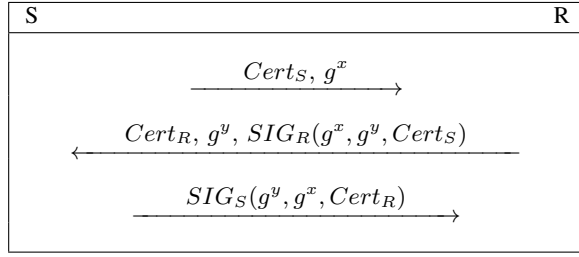 S R
Cert_S, g^x
Cert_R, g^y, SIG_R(g^x, g^y, Cert_S)
SIG_S(g^y, g^x, Cert_R)